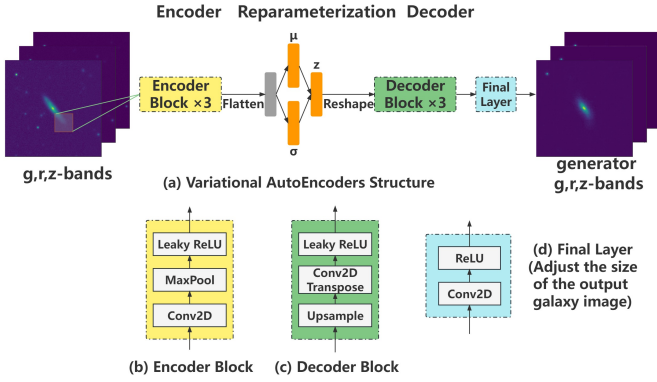 Encoder Reparameterization Decoder
μ
z
σ
Encoder
Block ×3
Flatten
Reshape
Decoder
Block ×3
Final
Layer
g,r,z-bands
generator
g,r,z-bands
(a) Variational AutoEncoders Structure
Leaky ReLU
MaxPool
Conv2D
(b) Encoder Block
Leaky ReLU
Conv2D
Transpose
Upsample
(c) Decoder Block
ReLU
Conv2D
(d) Final Layer
(Adjust the size
of the output
galaxy image)